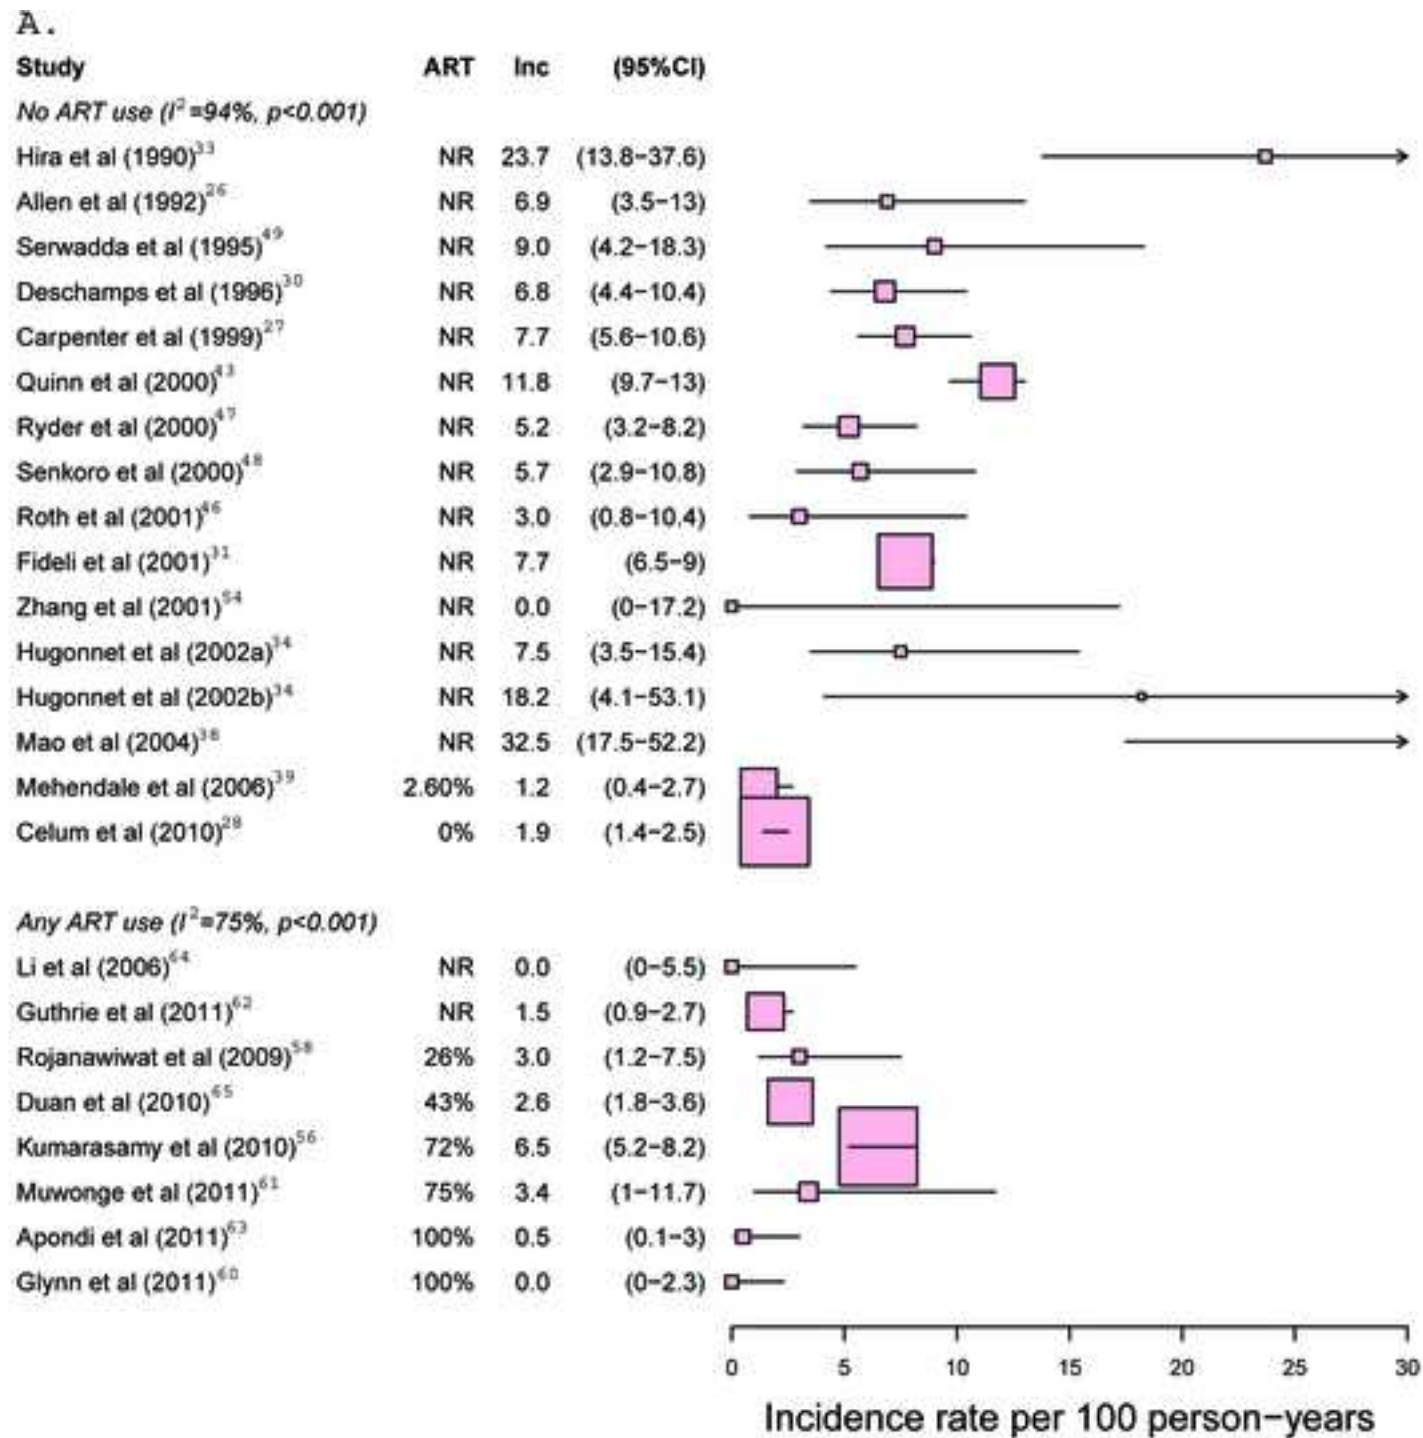 A.
Study ART Inc (95%CI)
No ART use (I²=94%, p<0.001)
Hira et al (1990)³³ NR 23.7 (13.8−37.6)
Allen et al (1992)²⁶ NR 6.9 (3.5−13)
Serwadda et al (1995)⁴⁹ NR 9.0 (4.2−18.3)
Deschamps et al (1996)³⁰ NR 6.8 (4.4−10.4)
Carpenter et al (1999)²⁷ NR 7.7 (5.6−10.6)
Quinn et al (2000)⁴³ NR 11.8 (9.7−13)
Ryder et al (2000)⁴⁷ NR 5.2 (3.2−8.2)
Senkoro et al (2000)⁴⁸ NR 5.7 (2.9−10.8)
Roth et al (2001)⁴⁶ NR 3.0 (0.8−10.4)
Fideli et al (2001)³¹ NR 7.7 (6.5−9)
Zhang et al (2001)⁵⁴ NR 0.0 (0−17.2)
Hugonnet et al (2002a)³⁴ NR 7.5 (3.5−15.4)
Hugonnet et al (2002b)³⁴ NR 18.2 (4.1−53.1)
Mao et al (2004)³⁸ NR 32.5 (17.5−52.2)
Mehendale et al (2006)³⁹ 2.60% 1.2 (0.4−2.7)
Celum et al (2010)²⁸ 0% 1.9 (1.4−2.5)
Any ART use (I²=75%, p<0.001)
Li et al (2006)⁶⁴ NR 0.0 (0−5.5)
Guthrie et al (2011)⁶² NR 1.5 (0.9−2.7)
Rojanawiwat et al (2009)⁵⁸ 26% 3.0 (1.2−7.5)
Duan et al (2010)⁶⁵ 43% 2.6 (1.8−3.6)
Kumarasamy et al (2010)⁵⁶ 72% 6.5 (5.2−8.2)
Muwonge et al (2011)⁶¹ 75% 3.4 (1−11.7)
Apondi et al (2011)⁶³ 100% 0.5 (0.1−3)
Glynn et al (2011)⁶⁰ 100% 0.0 (0−2.3)
0 5 10 15 20 25 30
Incidence rate per 100 person−years